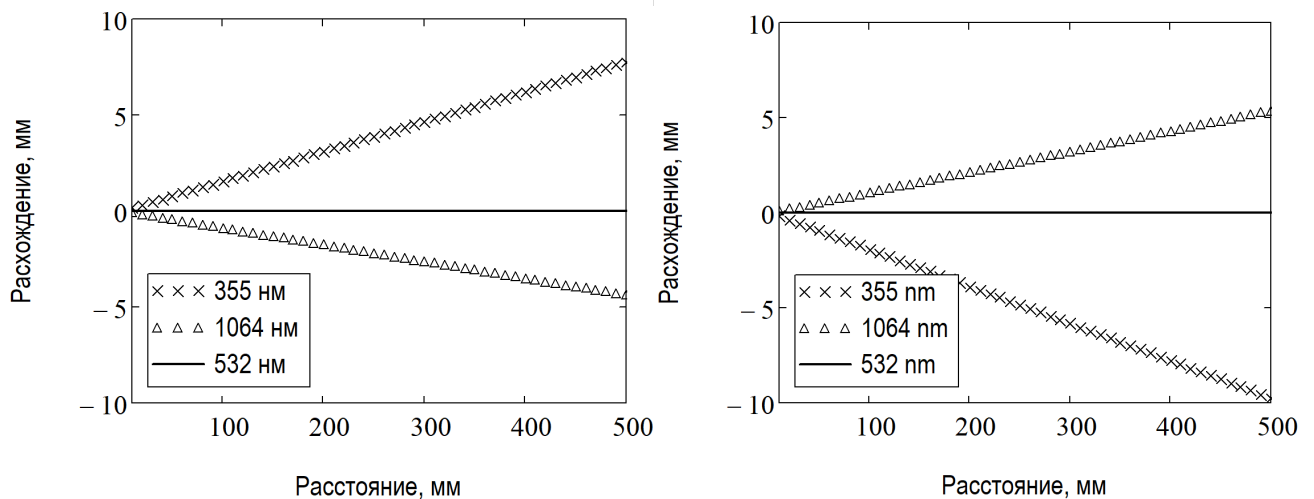 10
5
0
– 5
– 10
Расхождение, мм
355 нм
1064 нм
532 нм
100 200 300 400 500
Расстояние, мм
10
5
0
– 5
– 10
Расхождение, мм
355 nm
1064 nm
532 nm
100 200 300 400 500
Расстояние, мм